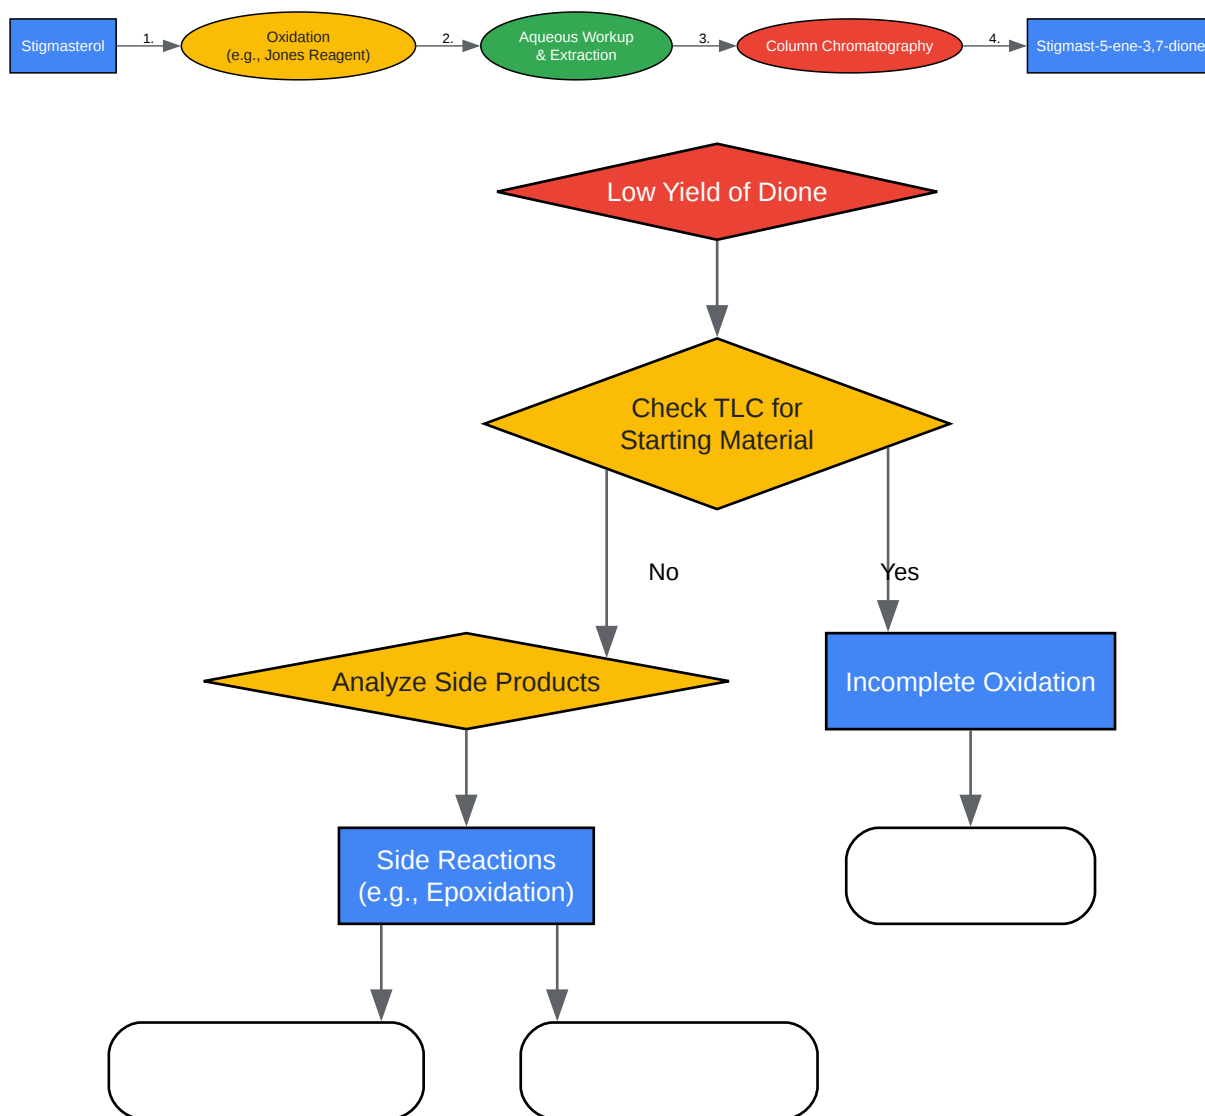 Stigmasterol
1.
Oxidation
(e.g., Jones Reagent)
2.
Aqueous Workup
& Extraction
3.
Column Chromatography
4.
Stigmast-5-ene-3,7-dione
Low Yield of Dione
Check TLC for
Starting Material
No
Yes
Analyze Side Products
Incomplete Oxidation
Side Reactions
(e.g., Epoxidation)